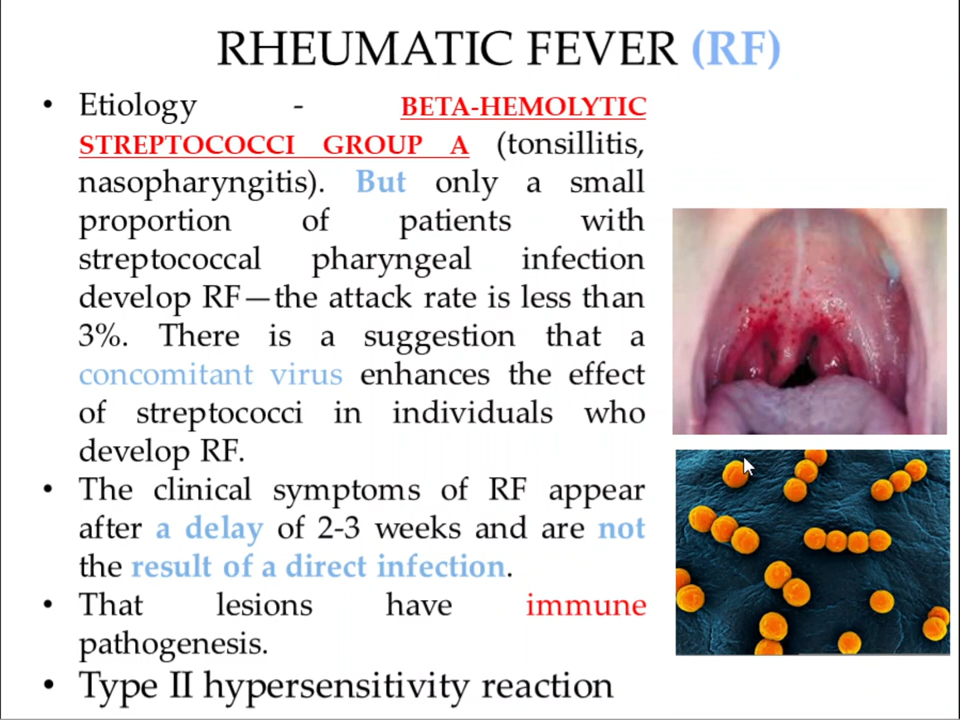 RHEUMATIC FEVER (RF)
• Etiology - BETA-HEMOLYTIC
STREPTOCOCCI GROUP A (tonsillitis,
nasopharyngitis). But only a small
proportion of patients with
streptococcal pharyngeal infection
develop RF—the attack rate is less than
3%. There is a suggestion that a
concomitant virus enhances the effect
of streptococci in individuals who
develop RF.
• The clinical symptoms of RF appear
after a delay of 2-3 weeks and are not
the result of a direct infection.
• That lesions have immune
pathogenesis.
• Type II hypersensitivity reaction